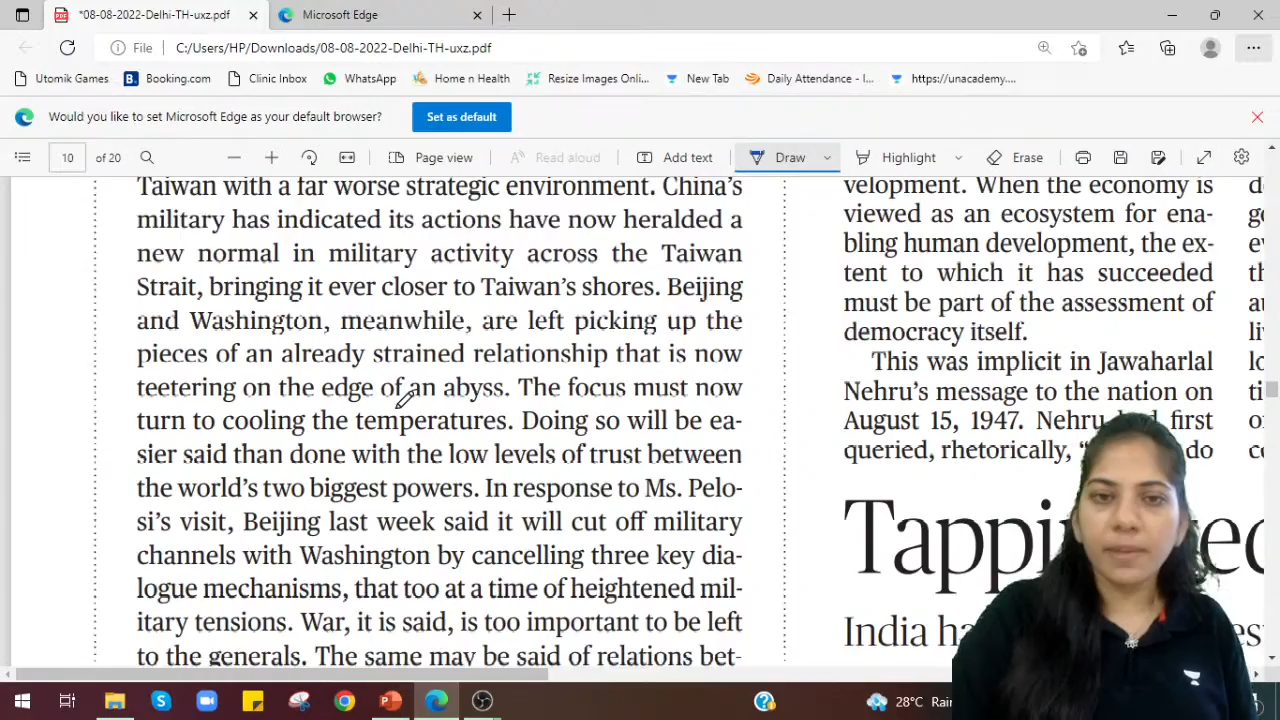 *08-08-2022-Delhi-TH-uxz.pdf
Microsoft Edge
File
C:/Users/HP/Downloads/08-08-2022-Delhi-TH-uxz.pdf
Utomik Games
B Booking.com
Clinic Inbox
WhatsApp
Home n Health
Resize Images Onli...
New Tab
Daily Attendance - I...
https://unacademy....
Would you like to set Microsoft Edge as your default browser?
Set as default
10 of 20
Page view
Read aloud
Add text
Draw
Highlight
Erase
Taiwan with a far worse strategic environment. China's
military has indicated its actions have now heralded a
new normal in military activity across the Taiwan
Strait, bringing it ever closer to Taiwan's shores. Beijing
and Washington, meanwhile, are left picking up the
pieces of an already strained relationship that is now
teetering on the edge of an abyss. The focus must now
turn to cooling the temperatures. Doing so will be ea-
sier said than done with the low levels of trust between
the world's two biggest powers. In response to Ms. Pelo-
si's visit, Beijing last week said it will cut off military
channels with Washington by cancelling three key dia-
logue mechanisms, that too at a time of heightened mil-
itary tensions. War, it is said, is too important to be left
to the generals. The same may be said of relations bet-
velopment. When the economy is
viewed as an ecosystem for ena-
bling human development, the ex-
tent to which it has succeeded
must be part of the assessment of
democracy itself.
This was implicit in Jawaharlal
Nehru's message to the nation on
August 15, 1947. Nehru had first
queried, rhetorically, do
India
28°C